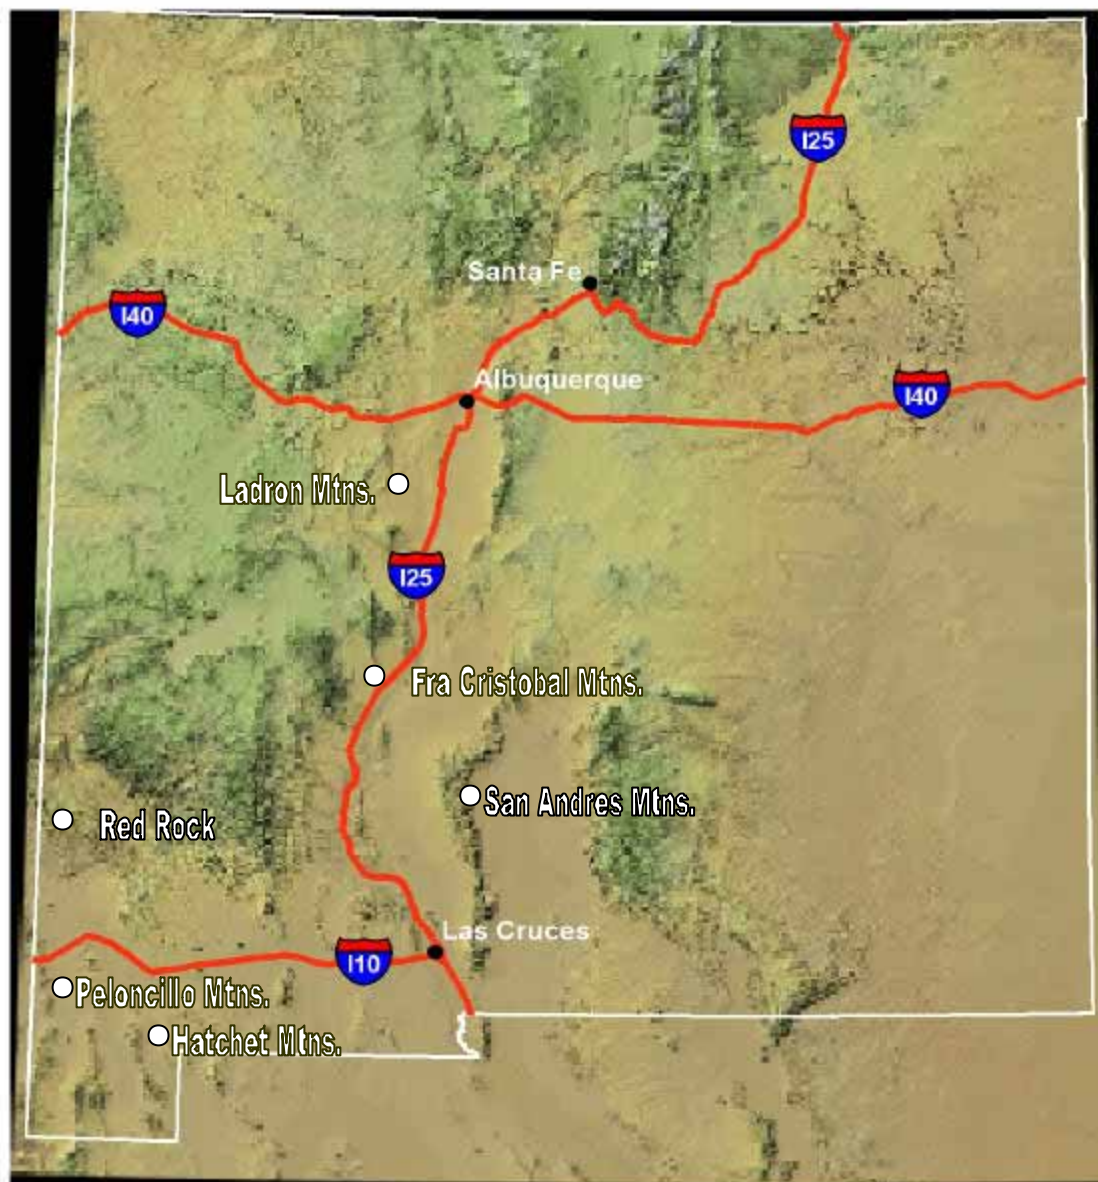 I25
Santa Fe
I40
Albuquerque
I40
Ladron Mtns.
I25
Fra Cristobal Mtns.
San Andres Mtns.
Red Rock
Las Cruces
I10
Peloncillo Mtns.
Hatchet Mtns.